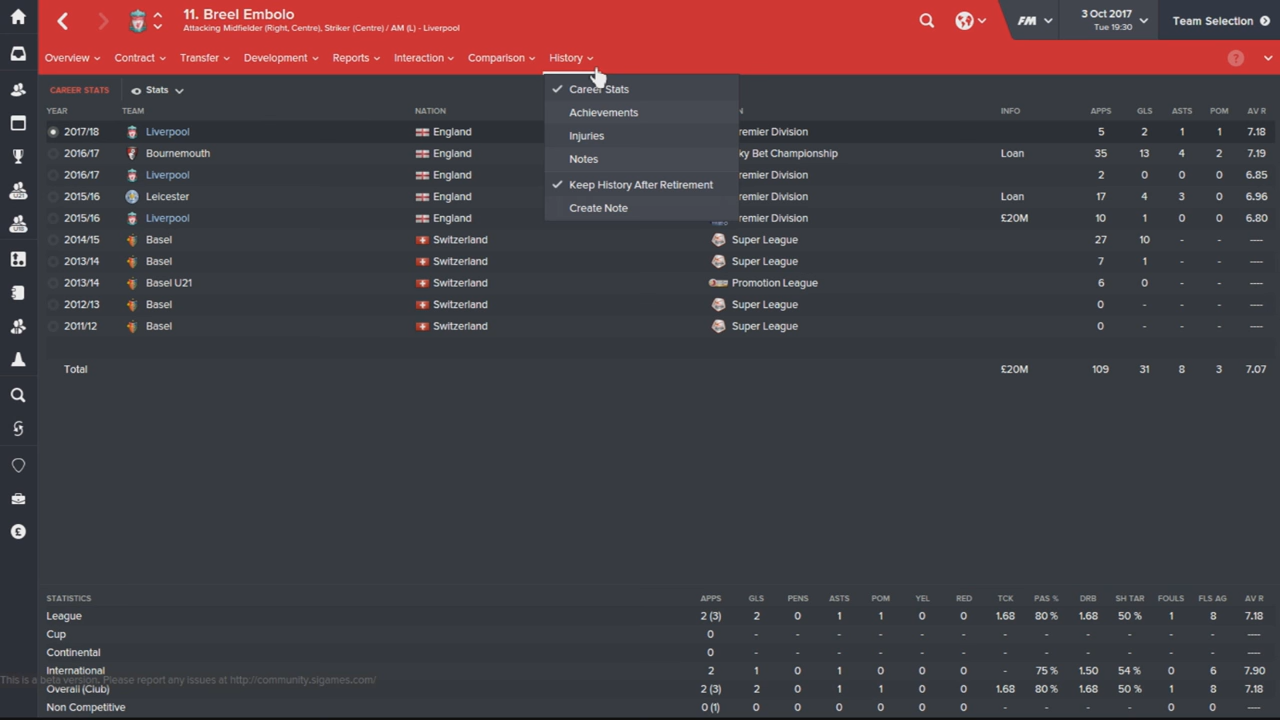 11. Breel Embolo
Attacking Midfielder (Right, Centre), Striker (Centre) / AM (L) - Liverpool
FM
3 Oct 2017
Tue 19:30
Team Selection
Overview Contract Transfer Development Reports Interaction Comparison History
?
CAREER STATS Stats
Career Stats
Achievements
Injuries
Notes
Keep History After Retirement
Create Note
YEAR TEAM NATION INFO APPS GLS ASTS POM AV R
2017/18 Liverpool England remier Division 5 2 1 1 7.18
2016/17 Bournemouth England ky Bet Championship Loan 35 13 4 2 7.19
2016/17 Liverpool England remier Division 2 0 0 0 6.85
2015/16 Leicester England remier Division Loan 17 4 3 0 6.96
2015/16 Liverpool England remier Division £20M 10 1 0 0 6.80
2014/15 Basel Switzerland Super League 27 10 - - ----
2013/14 Basel Switzerland Super League 7 1 - - ----
2013/14 Basel U21 Switzerland Promotion League 6 0 - - ----
2012/13 Basel Switzerland Super League 0 - - - ----
2011/12 Basel Switzerland Super League 0 - - - ----
Total £20M 109 31 8 3 7.07
STATISTICS APPS GLS PENS ASTS POM YEL RED TCK PAS % DRB SH TAR FOULS FLS AG AV R
League 2 (3) 2 0 1 1 0 0 1.68 80 % 1.68 50 % 1 8 7.18
Cup 0 - - - - - - - - - - - - -
Continental 0 - - - - - - - - - - - - -
International 2 1 0 1 0 0 0 - 75 % 1.50 54 % 0 6 7.90
This is a beta version. Please report any issues at http://community.sigames.com/
Overall (Club) 2 (3) 2 0 1 1 0 0 1.68 80 % 1.68 50 % 1 8 7.18
Non Competitive 0 (1) - - - - - - - - - - 0 0 -